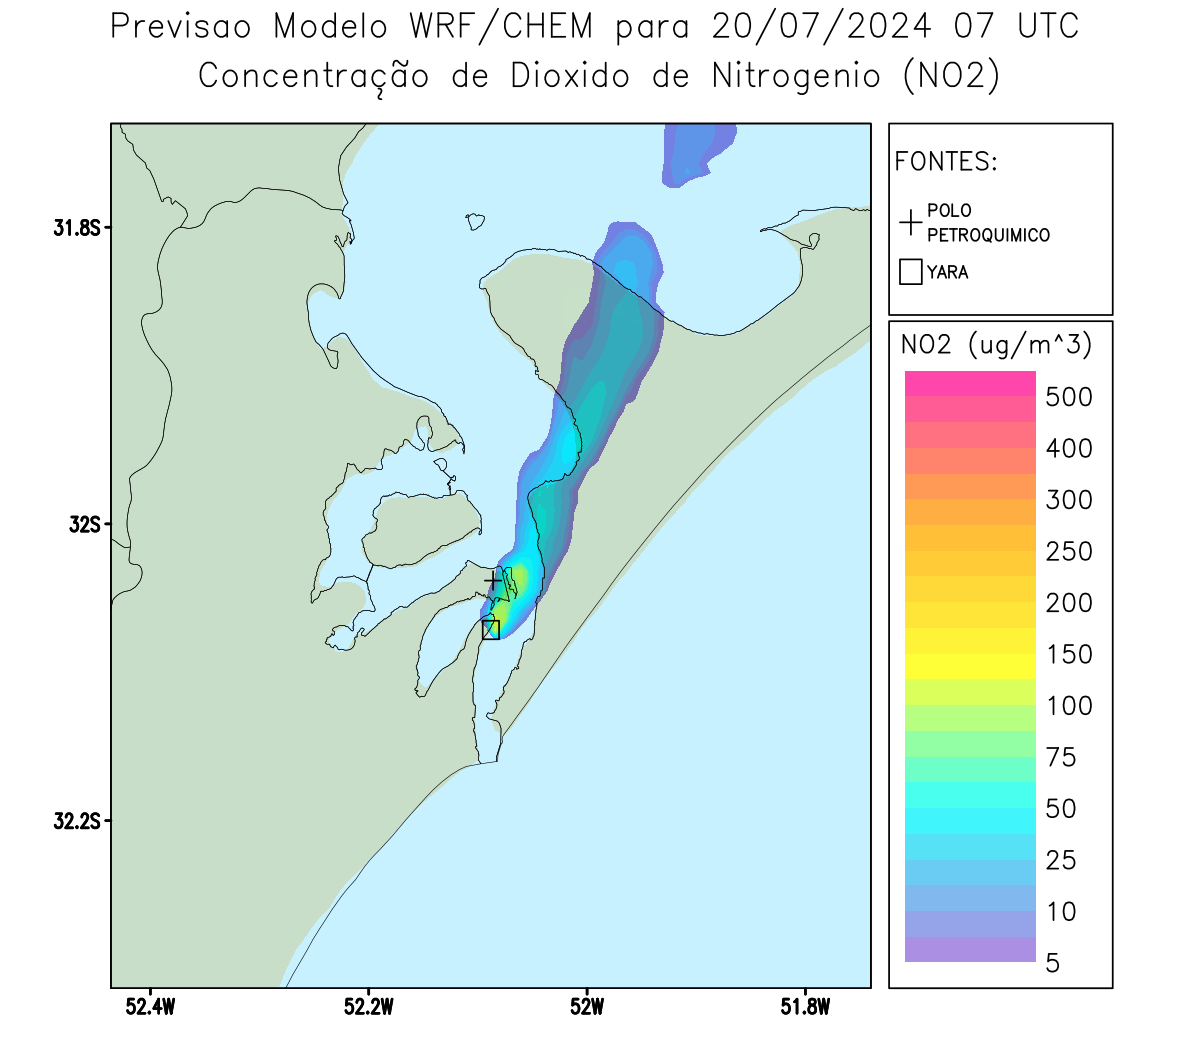 Previsao Modelo WRF/CHEM para 20/07/2024 07 UTC
Concentração de Dioxido de Nitrogenio (NO2)
FONTES:
POLO
PETROQUIMICO
YARA
31.8S
32S
32.2S
52.4W
52.2W
52W
51.8W
NO2 (ug/m^3)
500
400
300
250
200
150
100
75
50
25
10
5